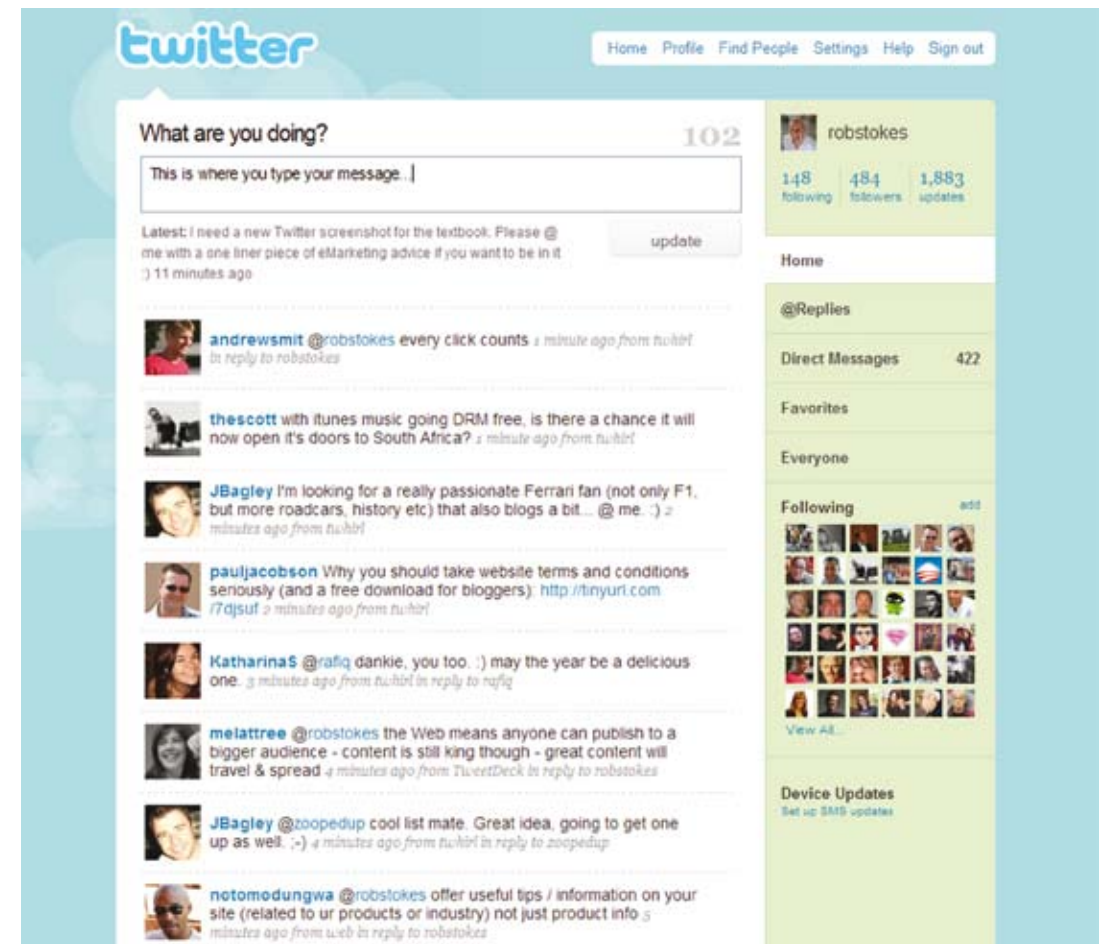 twitter
Home Profile Find People Settings Help Sign out
What are you doing?
102
This is where you type your message...
Latest: I need a new Twitter screenshot for the textbook. Please @
me with a one liner piece of eMarketing advice if you want to be in it
:) 11 minutes ago
update
andrewsmit @robstokes every click counts 1 minute ago from twhirl
in reply to robstokes
thescott with itunes music going DRM free, is there a chance it will
now open it's doors to South Africa? 1 minute ago from twhirl
JBagley I'm looking for a really passionate Ferrari fan (not only F1,
but more roadcars, history etc) that also blogs a bit... @ me. :) 2
minutes ago from twhirl
pauljacobson Why you should take website terms and conditions
seriously (and a free download for bloggers): http://tinyurl.com
/7djsuf 2 minutes ago from twhirl
KatharinaS @rafiq dankie, you too. :) may the year be a delicious
one. 3 minutes ago from twhirl in reply to rafiq
melattree @robstokes the Web means anyone can publish to a
bigger audience - content is still king though - great content will
travel & spread 4 minutes ago from TweetDeck in reply to robstokes
JBagley @zoopedup cool list mate. Great idea, going to get one
up as well. ;-) 4 minutes ago from twhirl in reply to zoopedup
notomodungwa @robstokes offer useful tips / information on your
site (related to ur products or industry) not just product info 5
minutes ago from web in reply to robstokes
robstokes
148 484 1,883
following followers updates
Home
@Replies
Direct Messages 422
Favorites
Everyone
Following add
View All...
Device Updates
Set up SMS updates